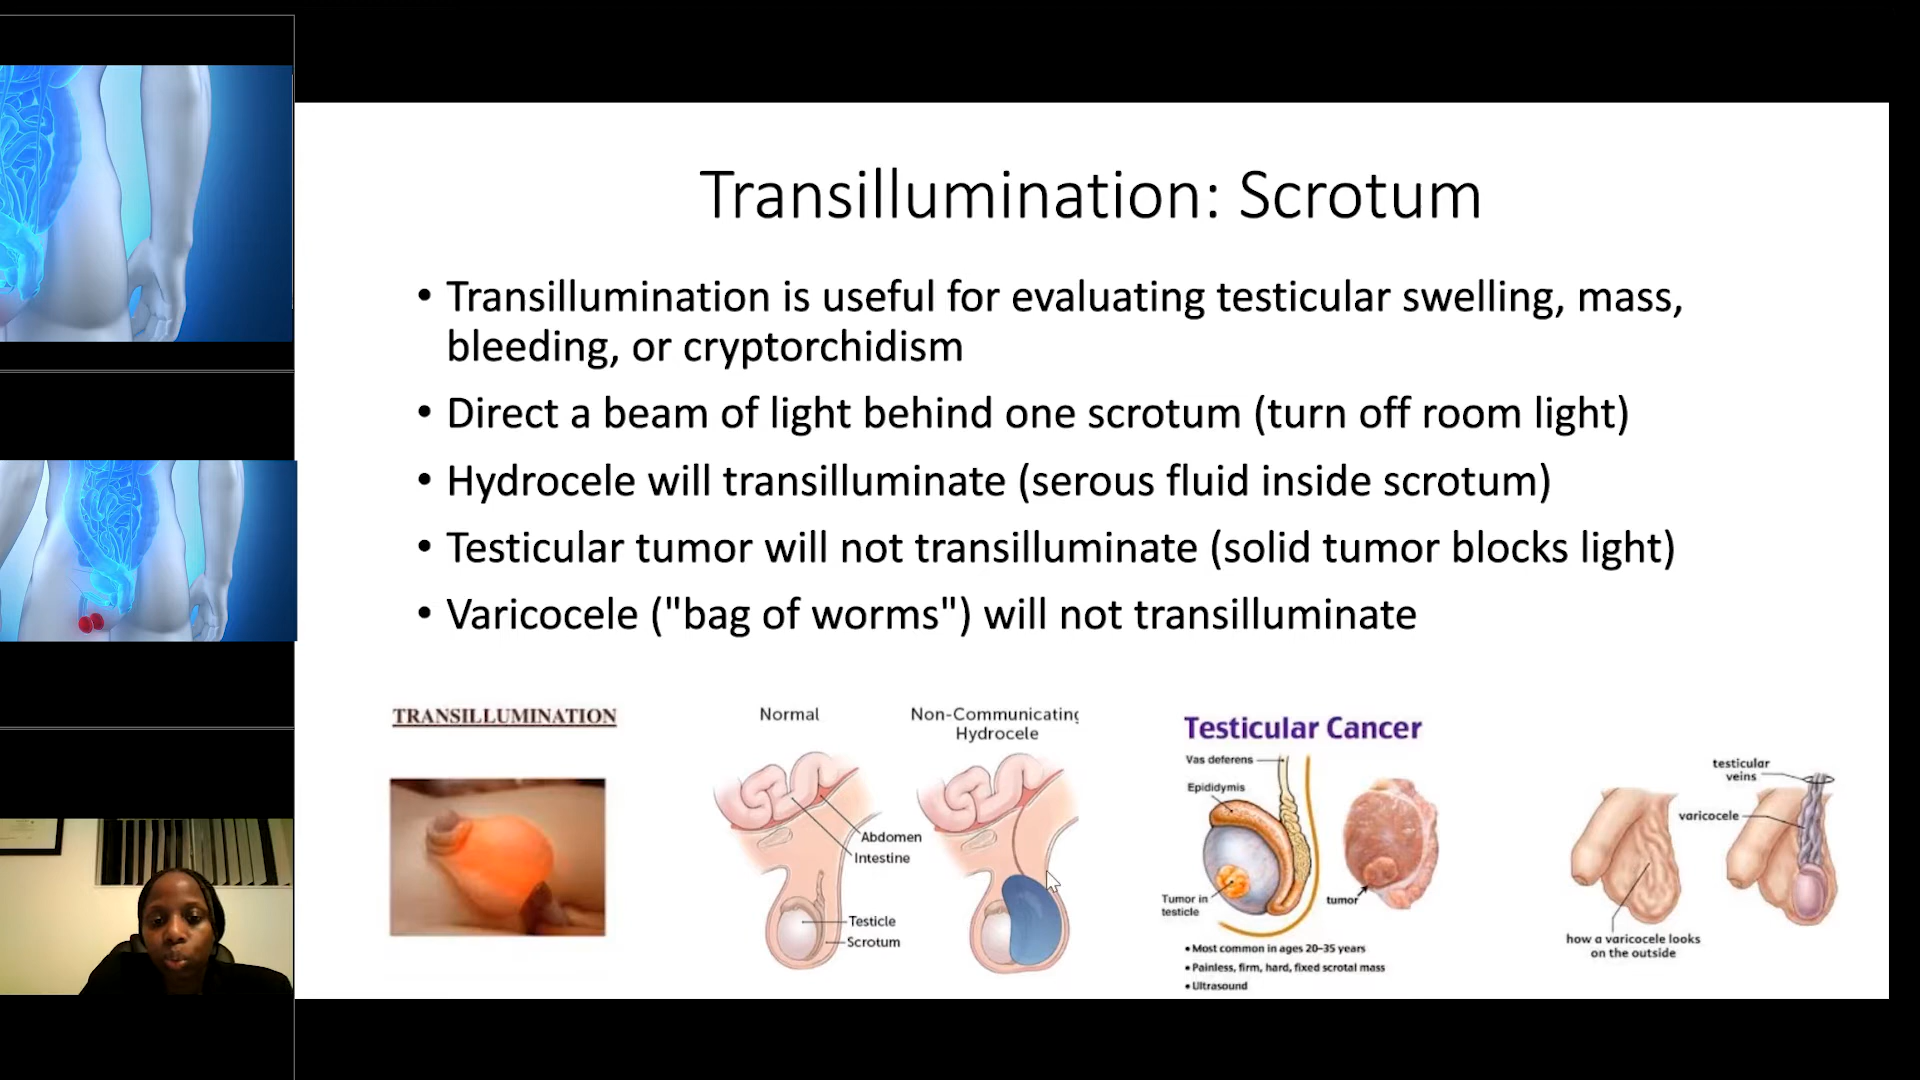 Transillumination: Scrotum
• Transillumination is useful for evaluating testicular swelling, mass,
bleeding, or cryptorchidism
• Direct a beam of light behind one scrotum (turn off room light)
• Hydrocele will transilluminate (serous fluid inside scrotum)
• Testicular tumor will not transilluminate (solid tumor blocks light)
• Varicocele ("bag of worms") will not transilluminate
TRANSILLUMINATION
Normal
Non-Communicating
Hydrocele
Abdomen
Intestine
Testicle
Scrotum
Testicular Cancer
Vas deferens
Epididymis
Tumor in
testicle
tumor
• Most common in ages 20–35 years
• Painless, firm, hard, fixed scrotal mass
• Ultrasound
testicular
veins
varicocele
how a varicocele looks
on the outside